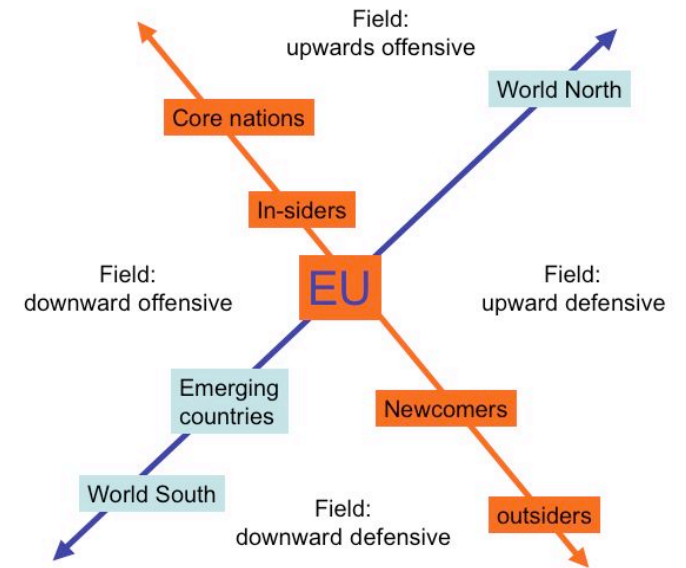 Field:
upwards offensive
World North
Core nations
In-siders
EU
Field:
downward offensive
Field:
upward defensive
Emerging
countries
Newcomers
World South
Field:
downward defensive
outsiders